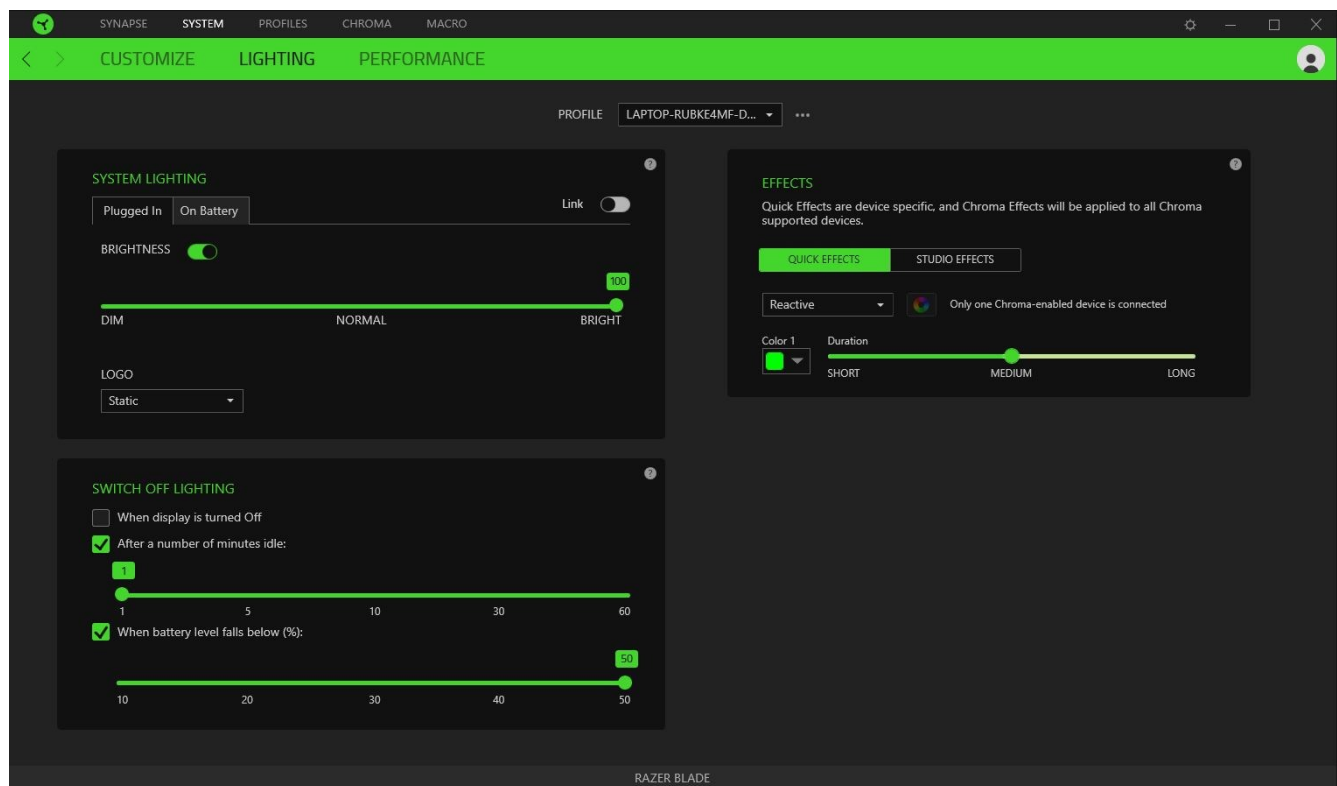 SYNAPSE SYSTEM PROFILES CHROMA MACRO
CUSTOMIZE LIGHTING PERFORMANCE
PROFILE LAPTOP-RUBKE4MF-D... ...
SYSTEM LIGHTING
Plugged In On Battery Link
BRIGHTNESS
100
DIM NORMAL BRIGHT
LOGO
Static
SWITCH OFF LIGHTING
When display is turned Off
After a number of minutes idle:
1
1 5 10 30 60
When battery level falls below (%):
50
10 20 30 40 50
EFFECTS
Quick Effects are device specific, and Chroma Effects will be applied to all Chroma
supported devices.
QUICK EFFECTS STUDIO EFFECTS
Reactive Only one Chroma-enabled device is connected
Color 1 Duration
SHORT MEDIUM LONG
RAZER BLADE